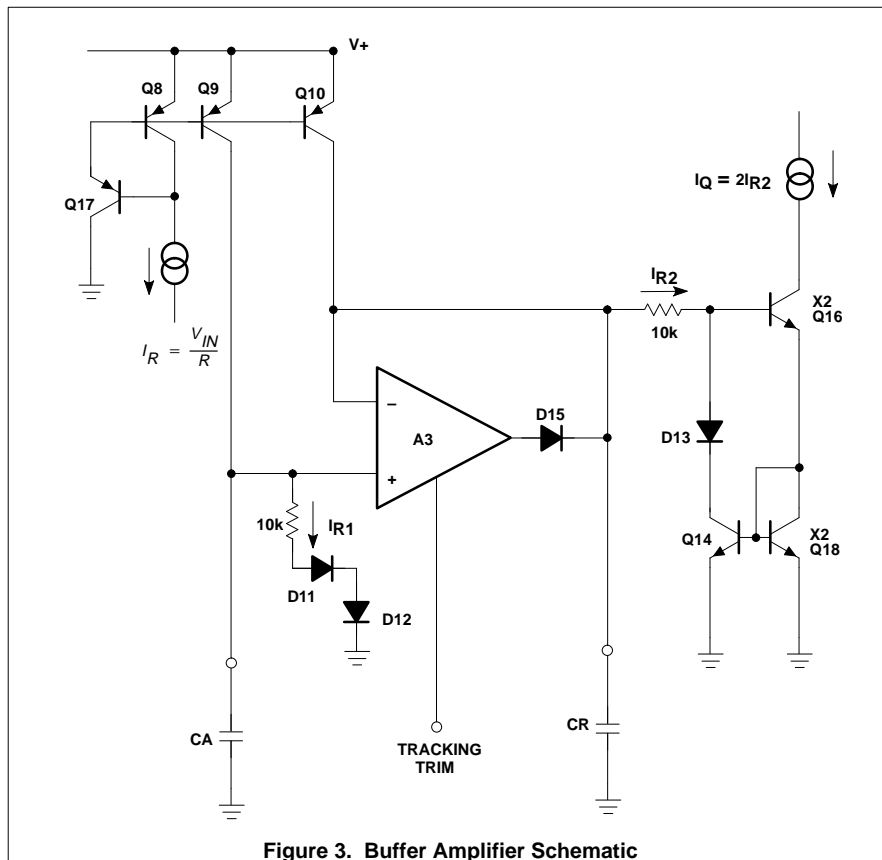 V+
Q8
Q9
Q10
Q17
I_R = V_IN / R
I_Q = 2I_R2
I_R2
10k
X2
Q16
−
+
A3
D15
D13
10k
I_R1
D11
D12
Q14
X2
Q18
CA
TRACKING
TRIM
CR
Figure 3. Buffer Amplifier Schematic